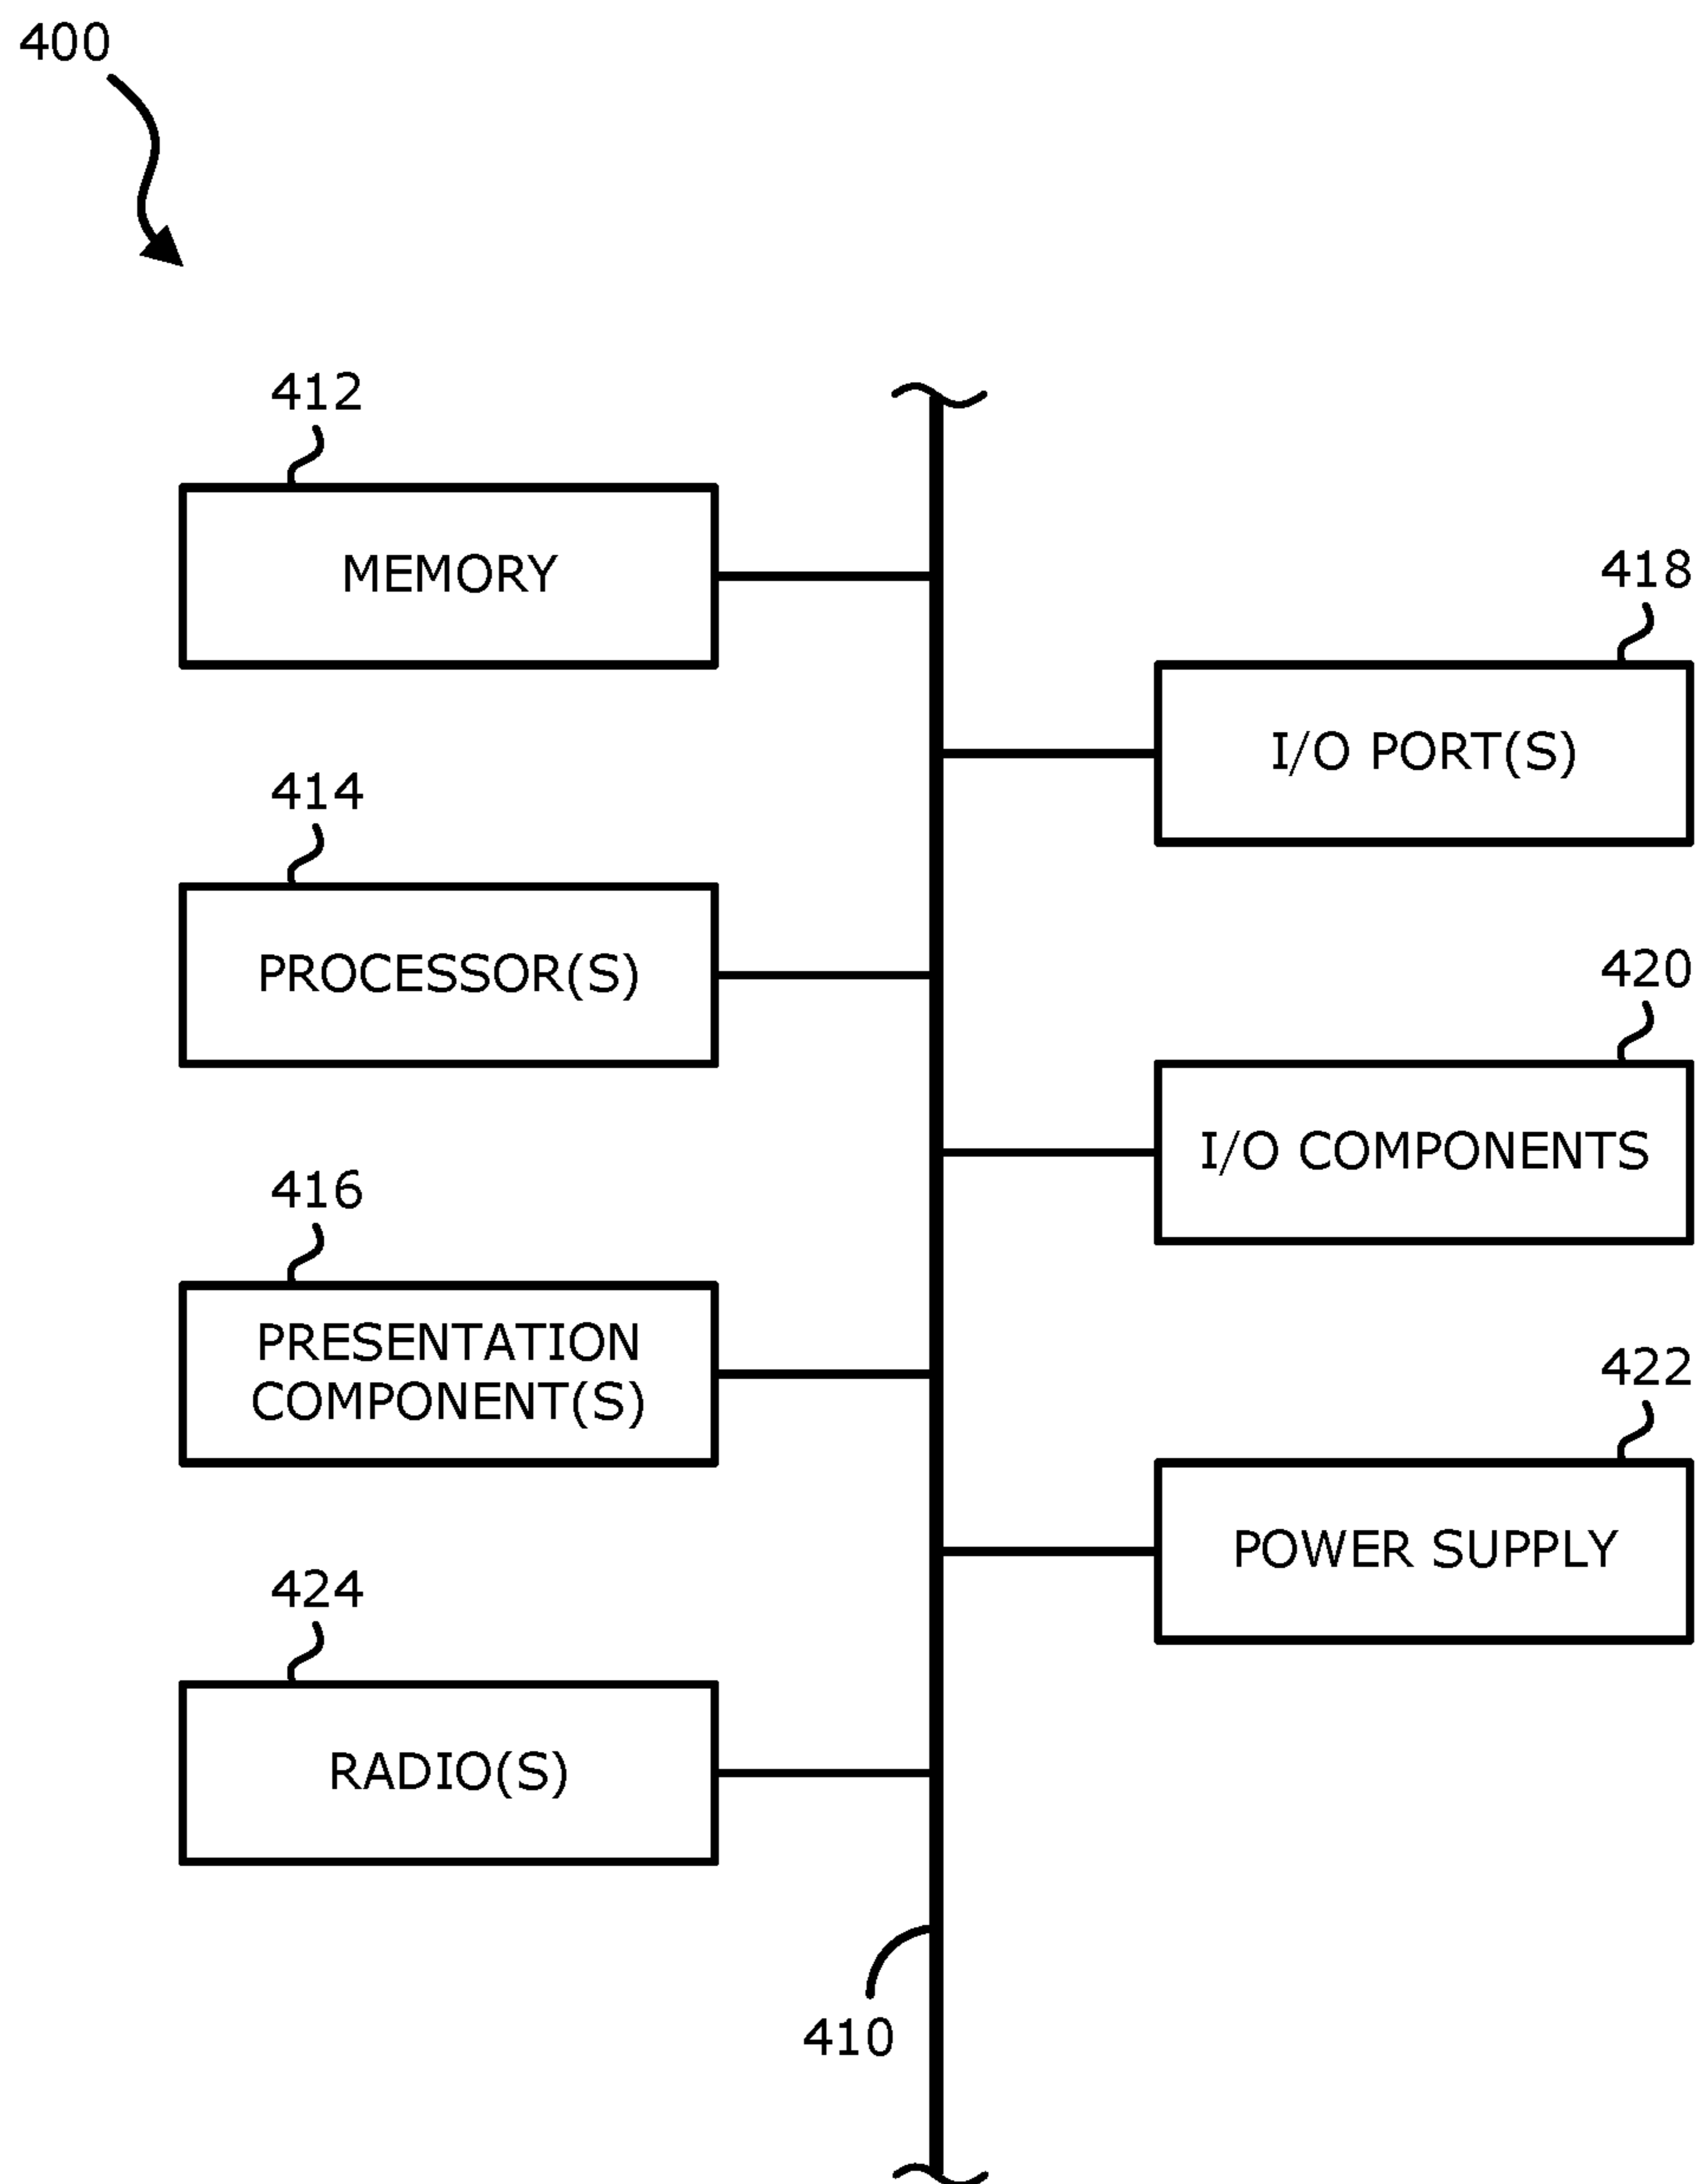 400
412
MEMORY
418
I/O PORT(S)
414
PROCESSOR(S)
420
I/O COMPONENTS
416
PRESENTATION
COMPONENT(S)
422
POWER SUPPLY
424
RADIO(S)
410